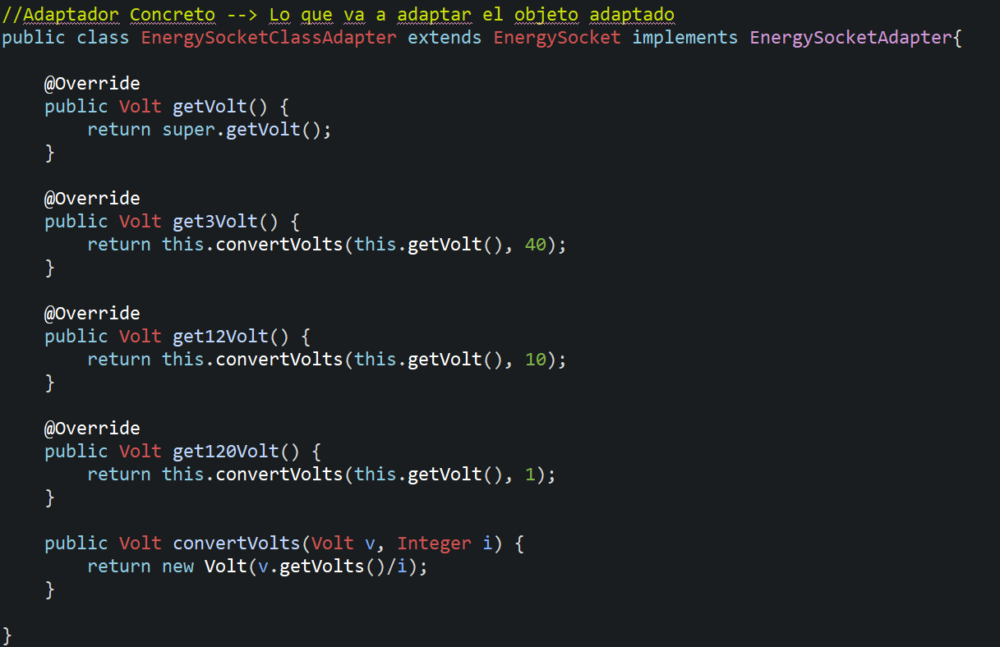 //Adaptador Concreto --> Lo que va a adaptar el objeto adaptado
public class EnergySocketClassAdapter extends EnergySocket implements EnergySocketAdapter{
@Override
public Volt getVolt() {
return super.getVolt();
}
@Override
public Volt get3Volt() {
return this.convertVolts(this.getVolt(), 40);
}
@Override
public Volt get12Volt() {
return this.convertVolts(this.getVolt(), 10);
}
@Override
public Volt get120Volt() {
return this.convertVolts(this.getVolt(), 1);
}
public Volt convertVolts(Volt v, Integer i) {
return new Volt(v.getVolts()/i);
}
}